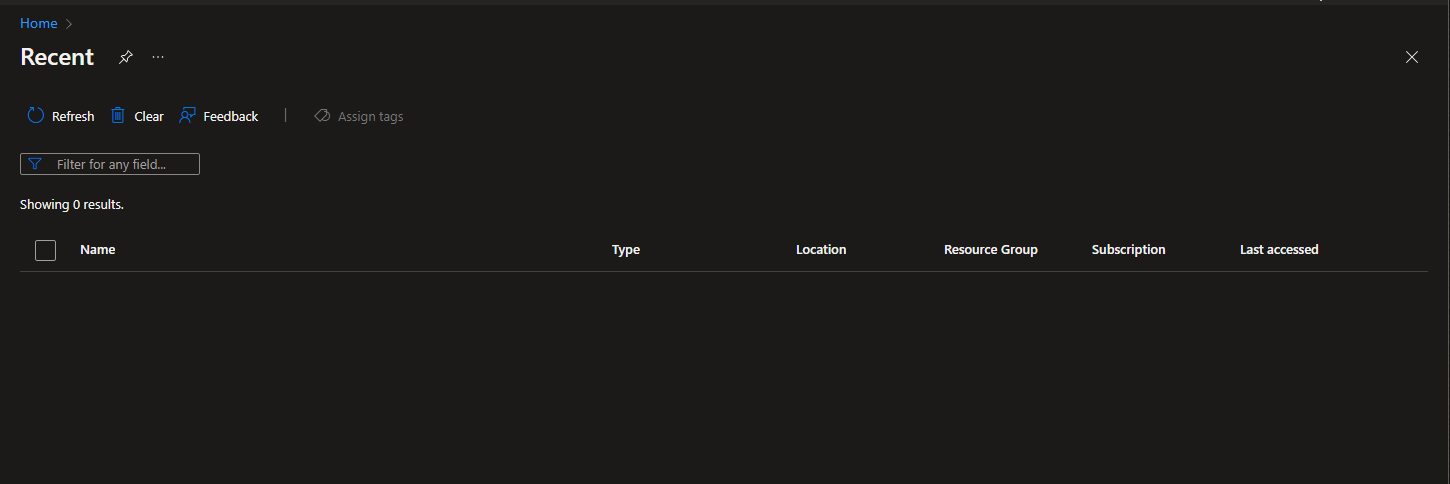 Home
Recent
Refresh Clear Feedback Assign tags
Filter for any field...
Showing 0 results.
Name Type Location Resource Group Subscription Last accessed